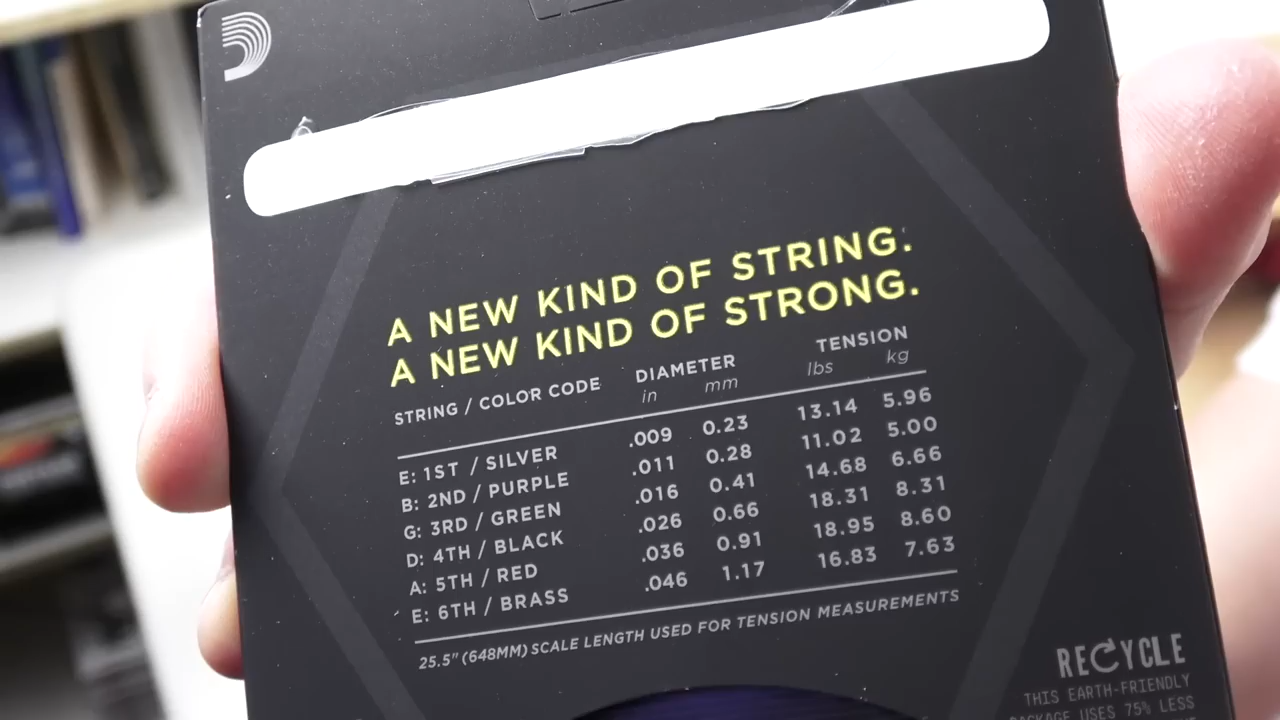 A NEW KIND OF STRING.
A NEW KIND OF STRONG.
STRING / COLOR CODE DIAMETER TENSION
in mm lbs kg
E: 1ST / SILVER .009 0.23 13.14 5.96
B: 2ND / PURPLE .011 0.28 11.02 5.00
G: 3RD / GREEN .016 0.41 14.68 6.66
D: 4TH / BLACK .026 0.66 18.31 8.31
A: 5TH / RED .036 0.91 18.95 8.60
E: 6TH / BRASS .046 1.17 16.83 7.63
25.5" (648MM) SCALE LENGTH USED FOR TENSION MEASUREMENTS
RECYCLE
THIS EARTH-FRIENDLY
PACKAGE USES 75% LESS